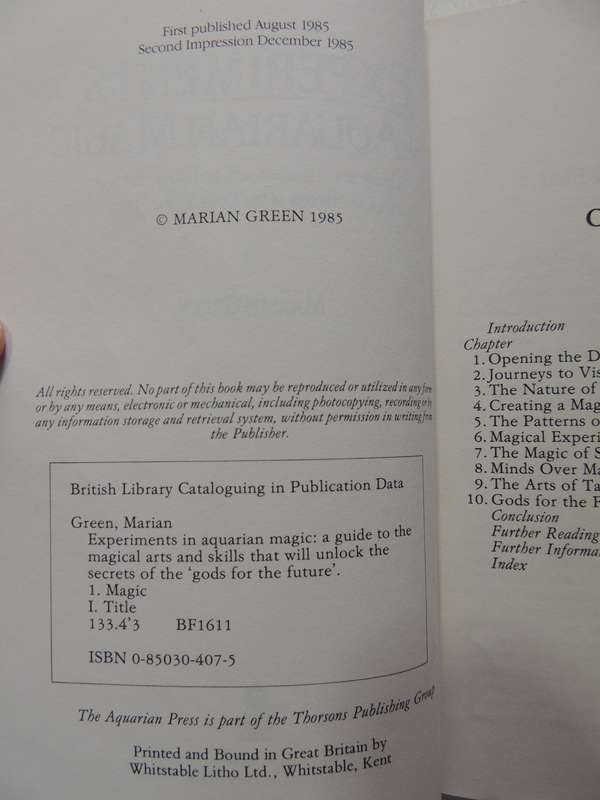 First published August 1985
Second Impression December 1985
© MARIAN GREEN 1985
All rights reserved. No part of this book may be reproduced or utilized in any form
or by any means, electronic or mechanical, including photocopying, recording or by
any information storage and retrieval system, without permission in writing from
the Publisher.
British Library Cataloguing in Publication Data
Green, Marian
Experiments in aquarian magic: a guide to the
magical arts and skills that will unlock the
secrets of the ‘gods for the future’.
1. Magic
I. Title
133.4'3 BF1611
ISBN 0-85030-407-5
The Aquarian Press is part of the Thorsons Publishing Group
Printed and Bound in Great Britain by
Whitstable Litho Ltd., Whitstable, Kent
C
Introduction
Chapter
1. Opening the D
2. Journeys to Vis
3. The Nature of
4. Creating a Mag
5. The Patterns o
6. Magical Experi
7. The Magic of S
8. Minds Over Ma
9. The Arts of Ta
10. Gods for the F
Conclusion
Further Reading
Further Informa
Index